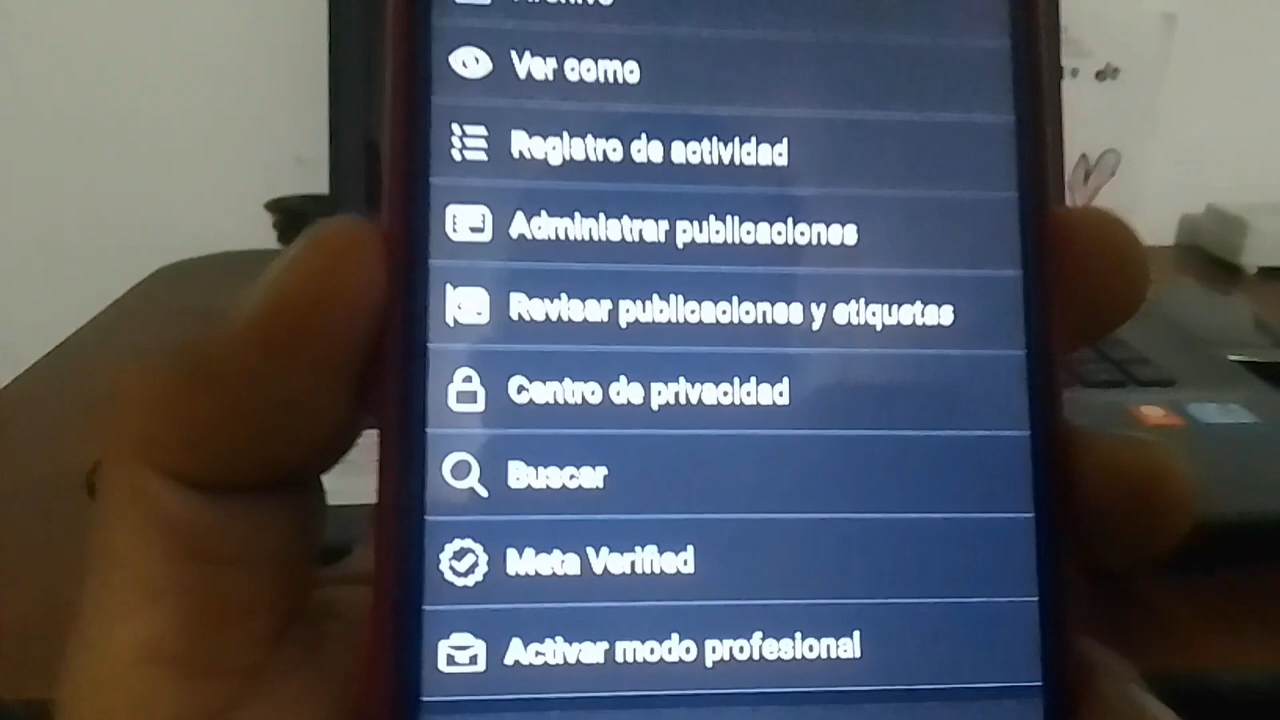 Archivo
Ver como
Registro de actividad
Administrar publicaciones
Revisar publicaciones y etiquetas
Centro de privacidad
Buscar
Meta Verified
Activar modo profesional